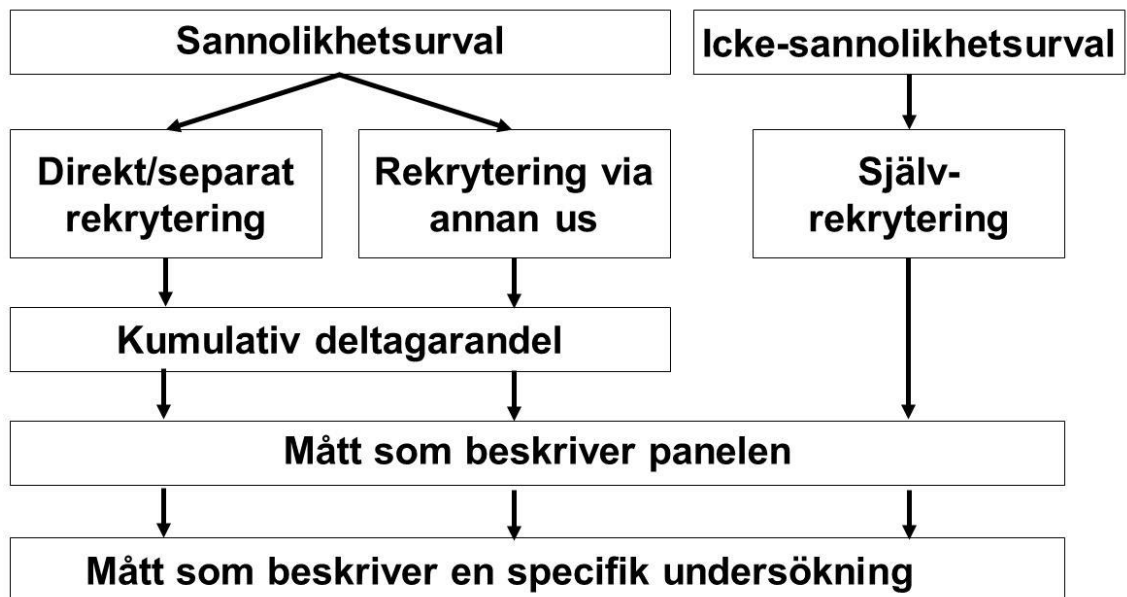 Sannolikhetsurval
Icke-sannolikhetsurval
Direkt/separat
rekrytering
Rekrytering via
annan us
Själv-
rekrytering
Kumulativ deltagarandel
Mått som beskriver panelen
Mått som beskriver en specifik undersökning